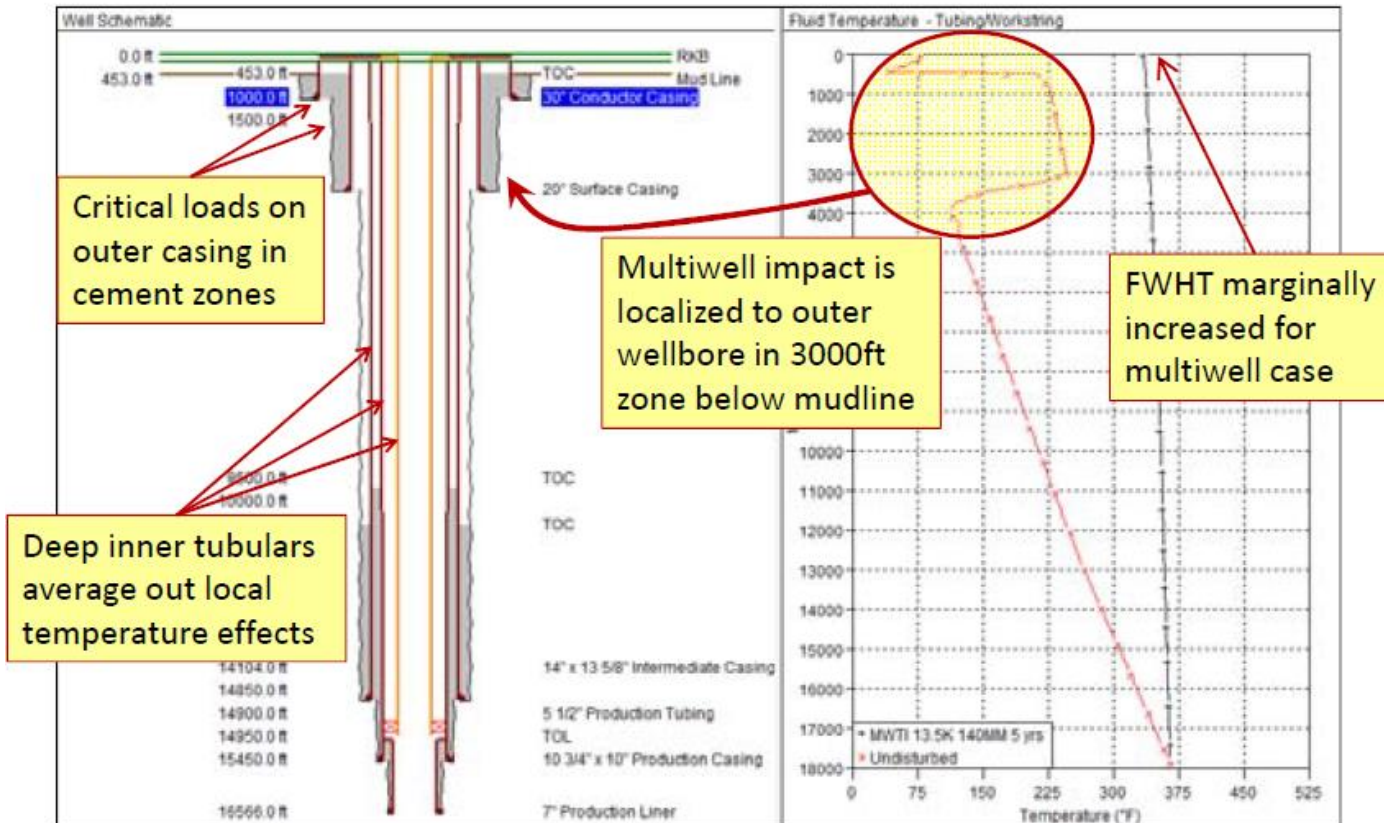 Well Schematic
0.0 ft
453.0 ft
453.0 ft
1000.0 ft
1500.0 ft
RKB
TOC
Mud Line
30" Conductor Casing
20" Surface Casing
Critical loads on
outer casing in
cement zones
Deep inner tubulars
average out local
temperature effects
10000.0 ft
14104.0 ft
14850.0 ft
14900.0 ft
14950.0 ft
15450.0 ft
16566.0 ft
TOC
TOC
14" x 13 5/8" Intermediate Casing
5 1/2" Production Tubing
TOL
10 3/4" x 10" Production Casing
7" Production Liner
Multiwell impact is
localized to outer
wellbore in 3000ft
zone below mudline
Fluid Temperature - Tubing/Workstring
0
1000
2000
3000
4000
10000
11000
12000
13000
14000
15000
16000
17000
18000
FWHT marginally
increased for
multiwell case
MWTI 13.5K 140MM 5 yrs
Undisturbed
0 75 150 225 300 375 450 525
Temperature (°F)